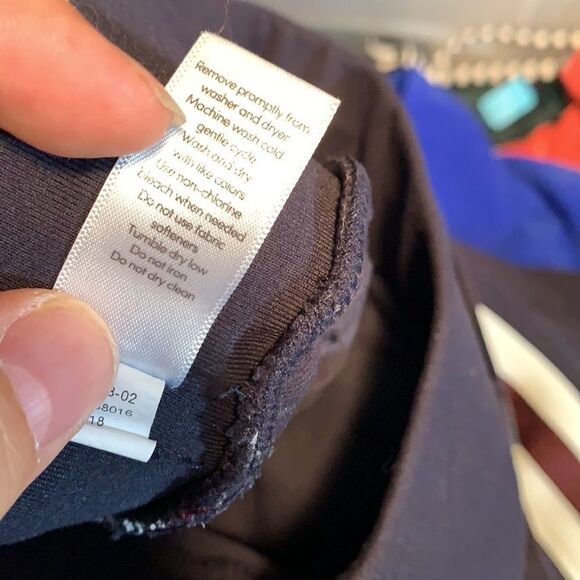 Remove promptly from
washer and dryer
Machine wash cold
gentle cycle
Wash and dry
with like colors
Use non-chlorine
bleach when needed
Do not use fabric
softeners
Tumble dry low
Do not iron
Do not dry clean
-02
8016
18